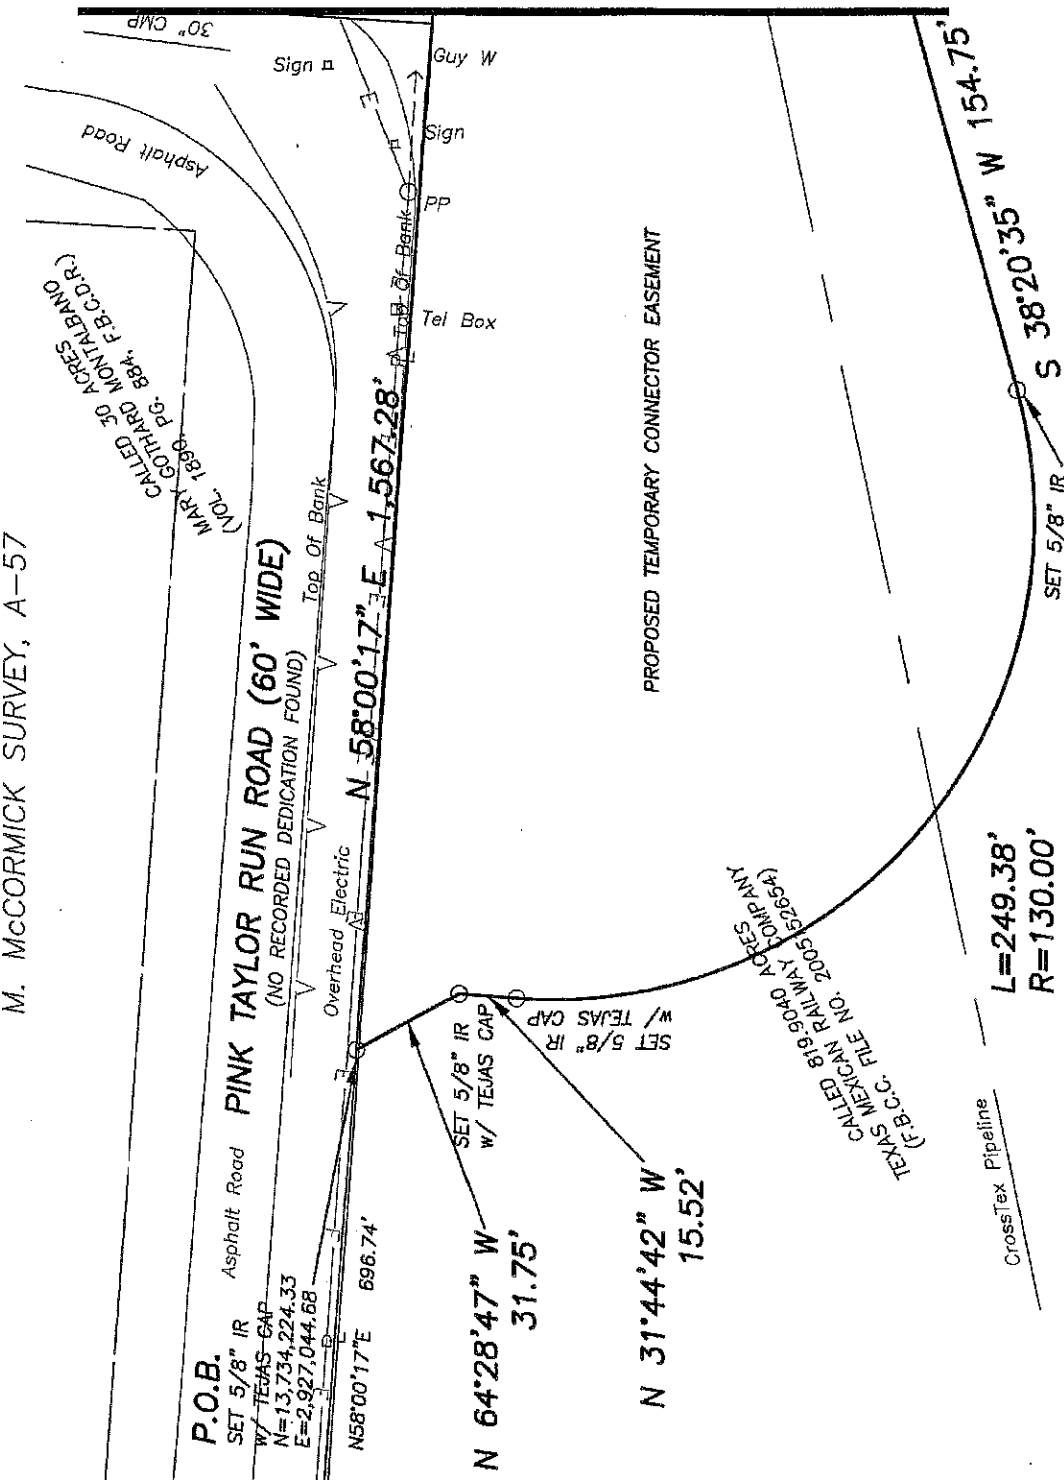 M. McCORMICK SURVEY, A-57
30" CMP
Asphalt Road
Sign
Guy W
E
Sign
PP
Top Of Bank
Tel Box
CALLED 30 ACRES
MARY GOTHARD MONTALBANO
(VOL. 1890, PG. 884, F.B.C.D.R.)
PINK TAYLOR RUN ROAD (60' WIDE)
(NO RECORDED DEDICATION FOUND)
Top Of Bank
Overhead Electric
N 58°00'17" E 1,567.28'
Asphalt Road
P.O.B.
SET 5/8" IR
w/ TEJAS CAP
N=13,734,224.33
E=2,927,044.68
N58°00'17"E 696.74'
SET 5/8" IR
w/ TEJAS CAP
SET 5/8" IR
w/ TEJAS CAP
N 64°28'47" W
31.75'
N 31°44'42" W
15.52'
PROPOSED TEMPORARY CONNECTOR EASEMENT
CALLED 819.9040 ACRES
TEXAS MEXICAN RAILWAY COMPANY
(F.B.C.C. FILE NO. 2005152654)
L=249.38'
R=130.00'
CrossTex Pipeline
S 38°20'35" W 154.75'
SET 5/8" IR